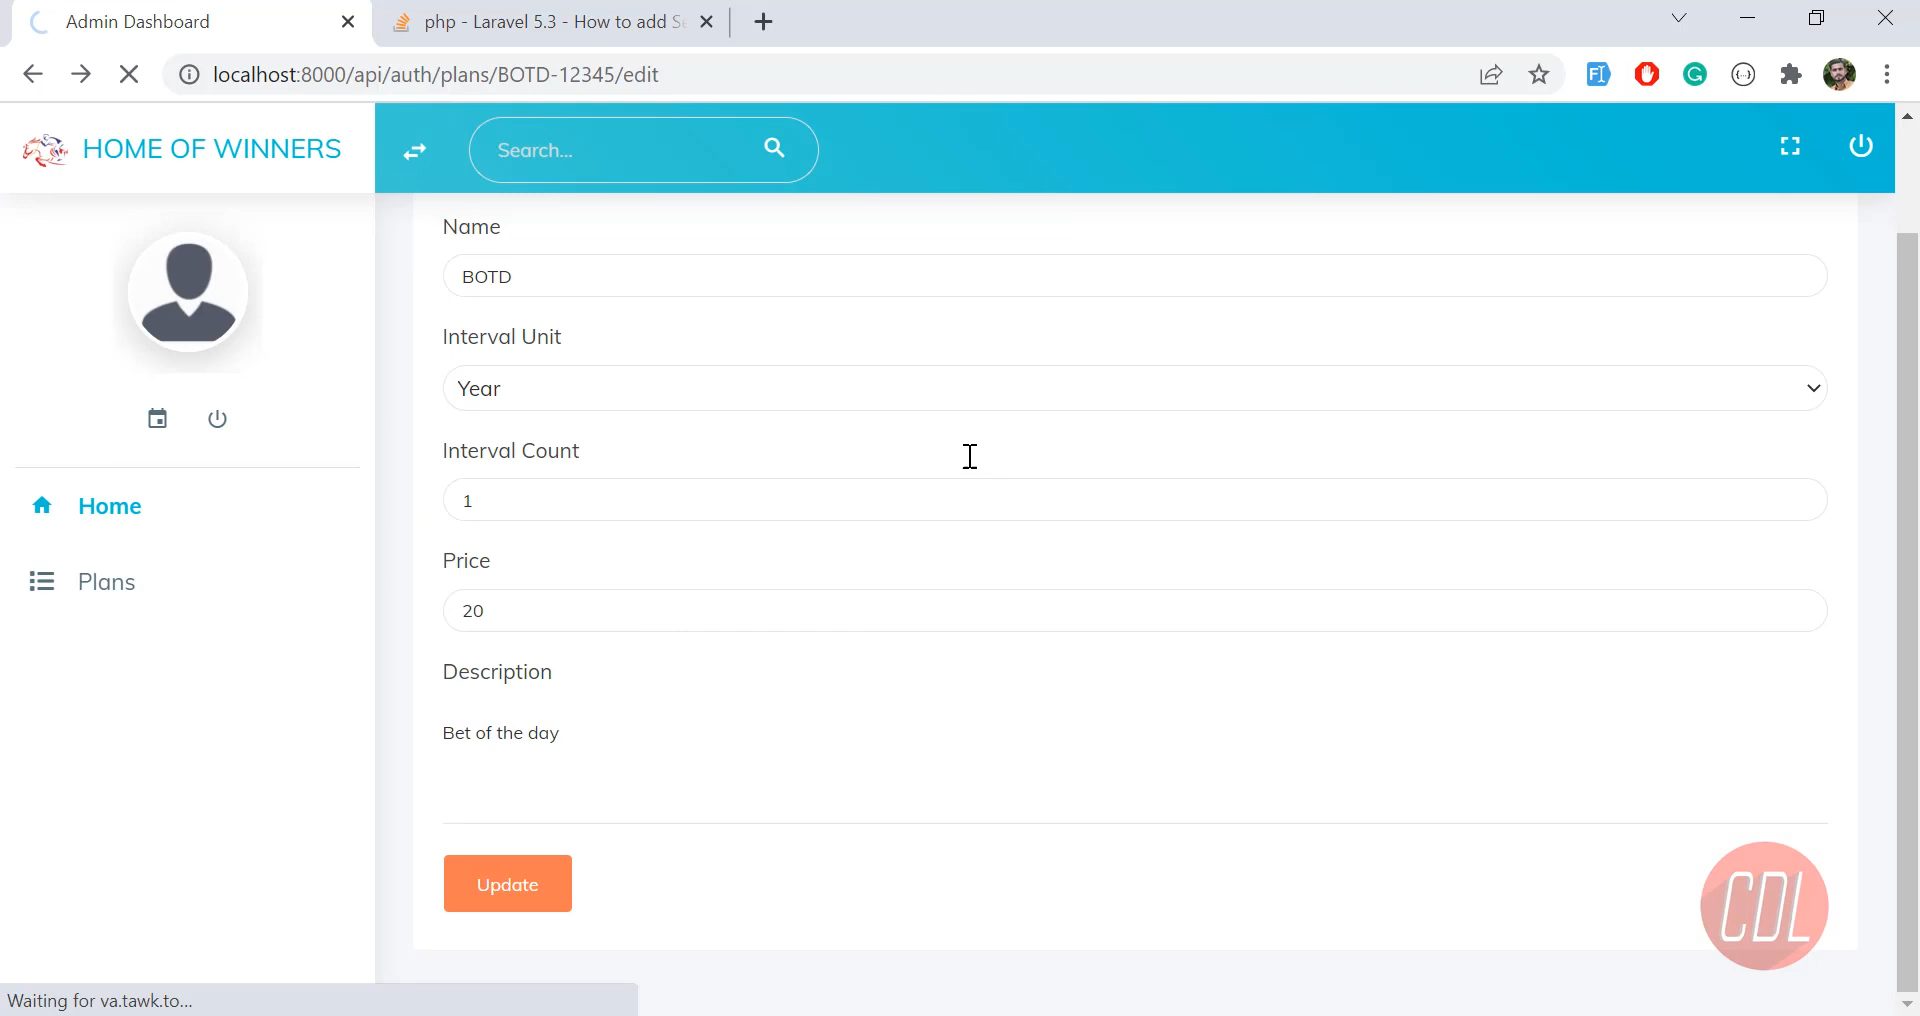 Admin Dashboard
php - Laravel 5.3 - How to add Se
localhost:8000/api/auth/plans/BOTD-12345/edit
HOME OF WINNERS
Search...
Name
BOTD
Interval Unit
Year
Interval Count
1
Price
20
Description
Bet of the day
Update
Home
Plans
CDL
Waiting for va.tawk.to...